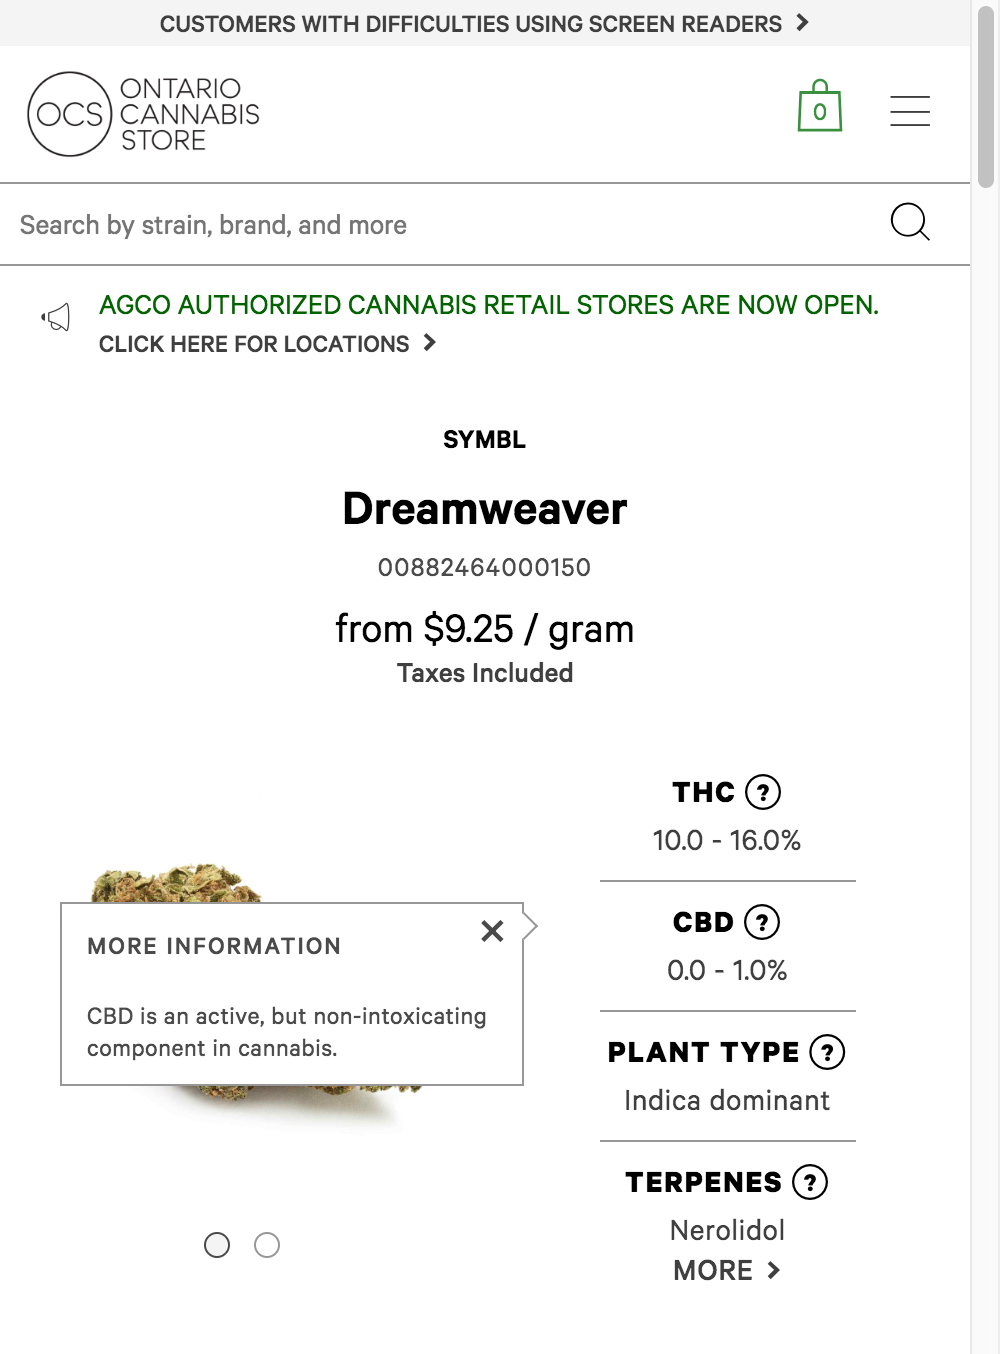 CUSTOMERS WITH DIFFICULTIES USING SCREEN READERS
OCS
ONTARIO
CANNABIS
STORE
0
Search by strain, brand, and more
AGCO AUTHORIZED CANNABIS RETAIL STORES ARE NOW OPEN.
CLICK HERE FOR LOCATIONS
SYMBL
Dreamweaver
00882464000150
from $9.25 / gram
Taxes Included
THC ?
10.0 - 16.0%
CBD ?
0.0 - 1.0%
MORE INFORMATION
CBD is an active, but non-intoxicating
component in cannabis.
PLANT TYPE ?
Indica dominant
TERPENES ?
Nerolidol
MORE